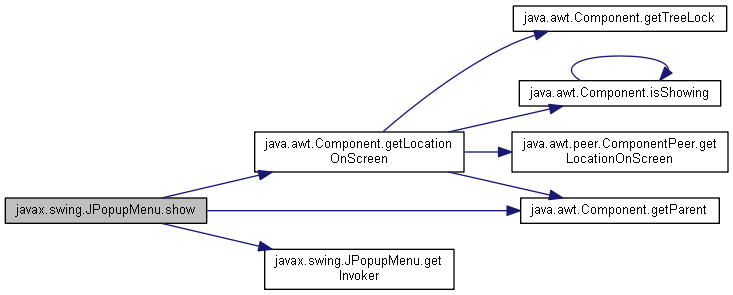 java.awt.Component.getTreeLock
java.awt.Component.isShowing
java.awt.Component.getLocation
OnScreen
java.awt.peer.ComponentPeer.get
LocationOnScreen
javax.swing.JPopupMenu.show
java.awt.Component.getParent
javax.swing.JPopupMenu.get
Invoker